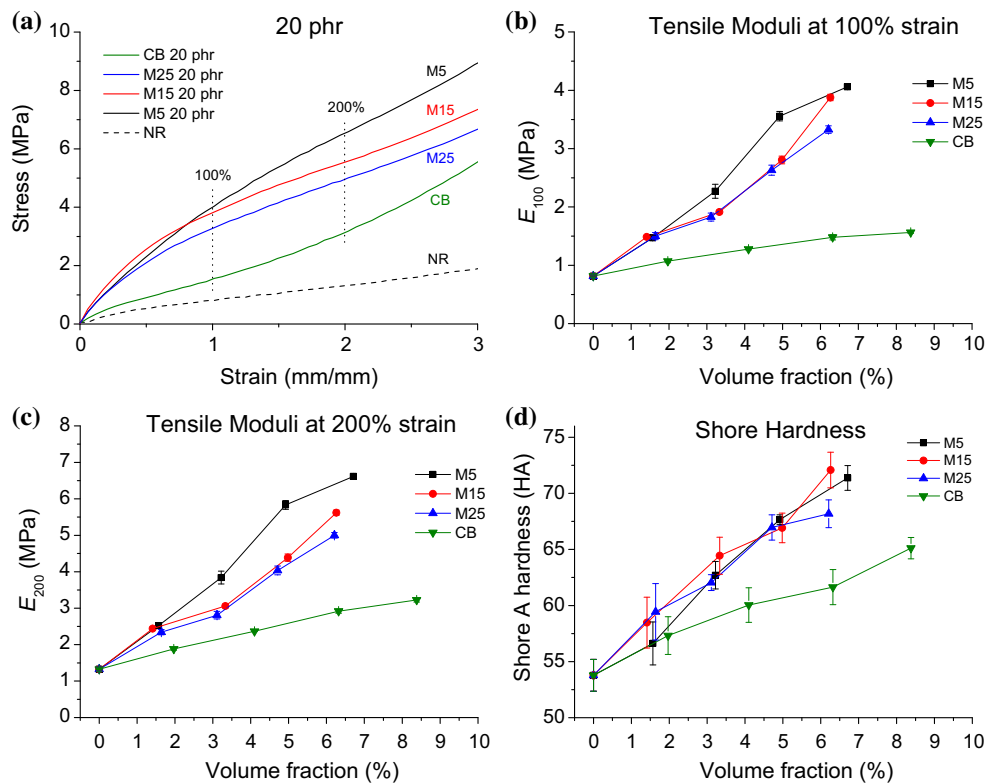 (a)
20 phr
CB 20 phr
M25 20 phr
M15 20 phr
M5 20 phr
NR
100%
200%
M5
M15
M25
CB
NR
10
8
6
4
2
0
0 1 2 3
Stress (MPa)
Strain (mm/mm)
(b)
Tensile Moduli at 100% strain
M5
M15
M25
CB
5
4
3
2
1
0
0 1 2 3 4 5 6 7 8 9 10
E100 (MPa)
Volume fraction (%)
(c)
Tensile Moduli at 200% strain
M5
M15
M25
CB
8
7
6
5
4
3
2
1
0
0 1 2 3 4 5 6 7 8 9 10
E200 (MPa)
Volume fraction (%)
(d)
Shore Hardness
M5
M15
M25
CB
75
70
65
60
55
50
0 1 2 3 4 5 6 7 8 9 10
Shore A hardness (HA)
Volume fraction (%)